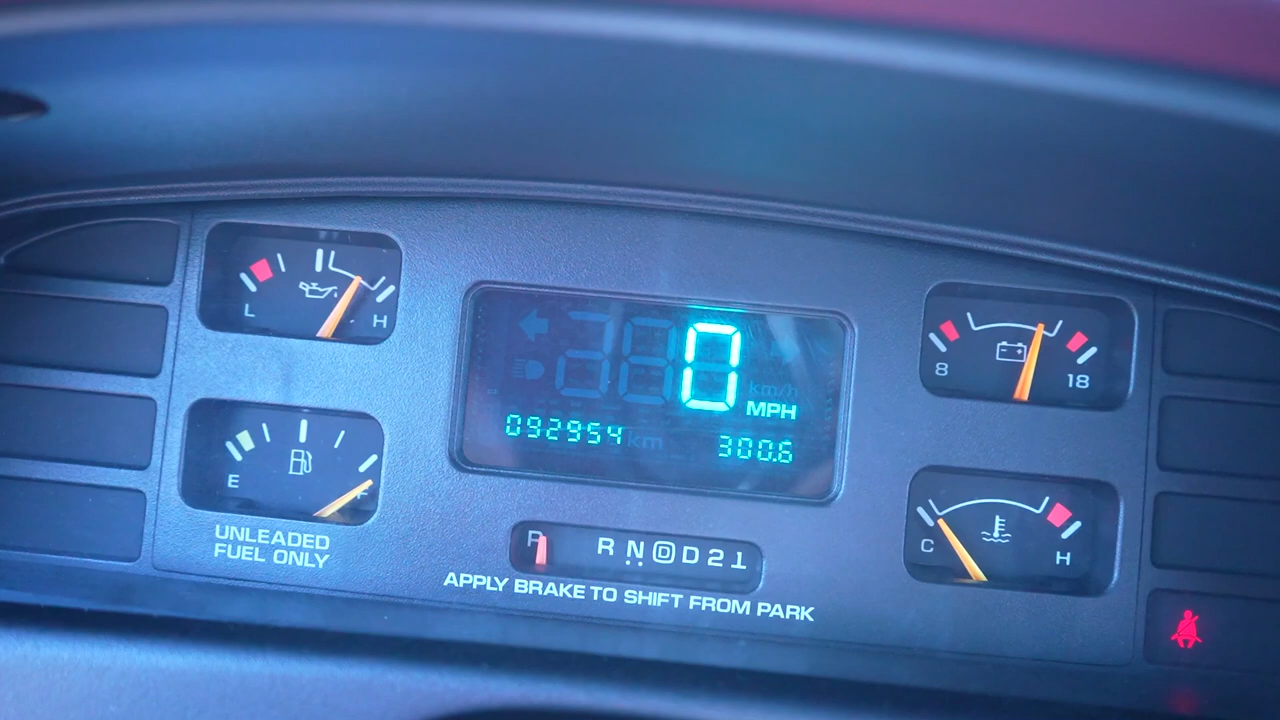 L H
8 18
0
km/h
MPH
092954 km 300.6
E F
C H
P R N D D 2 1
UNLEADED
FUEL ONLY
APPLY BRAKE TO SHIFT FROM PARK